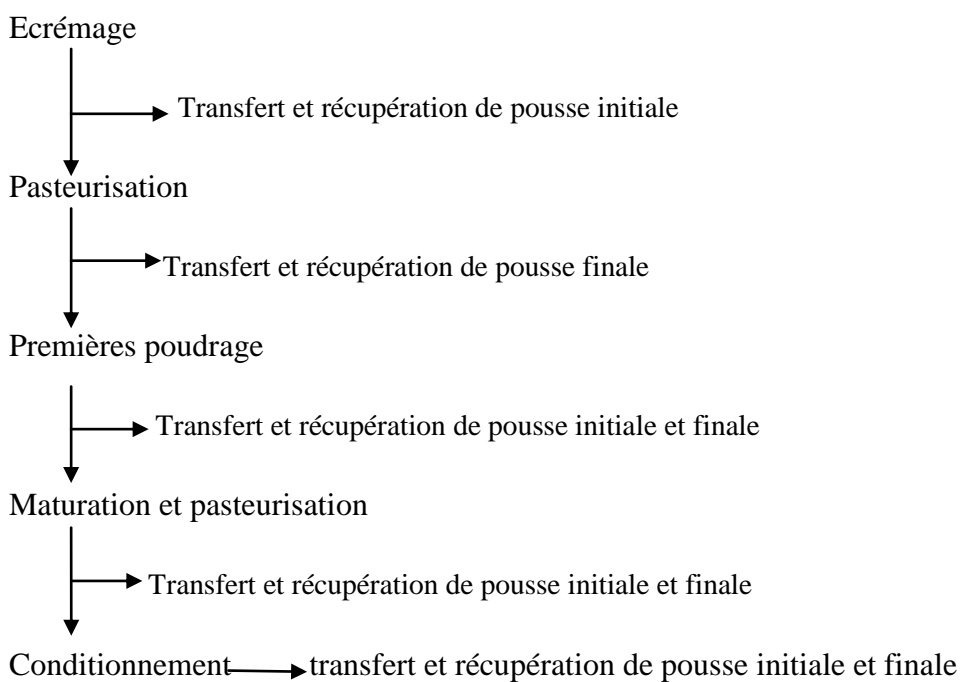 Ecrémage
Transfert et récupération de pousse initiale
Pasteurisation
Transfert et récupération de pousse finale
Premières poudrage
Transfert et récupération de pousse initiale et finale
Maturation et pasteurisation
Transfert et récupération de pousse initiale et finale
Conditionnement transfert et récupération de pousse initiale et finale